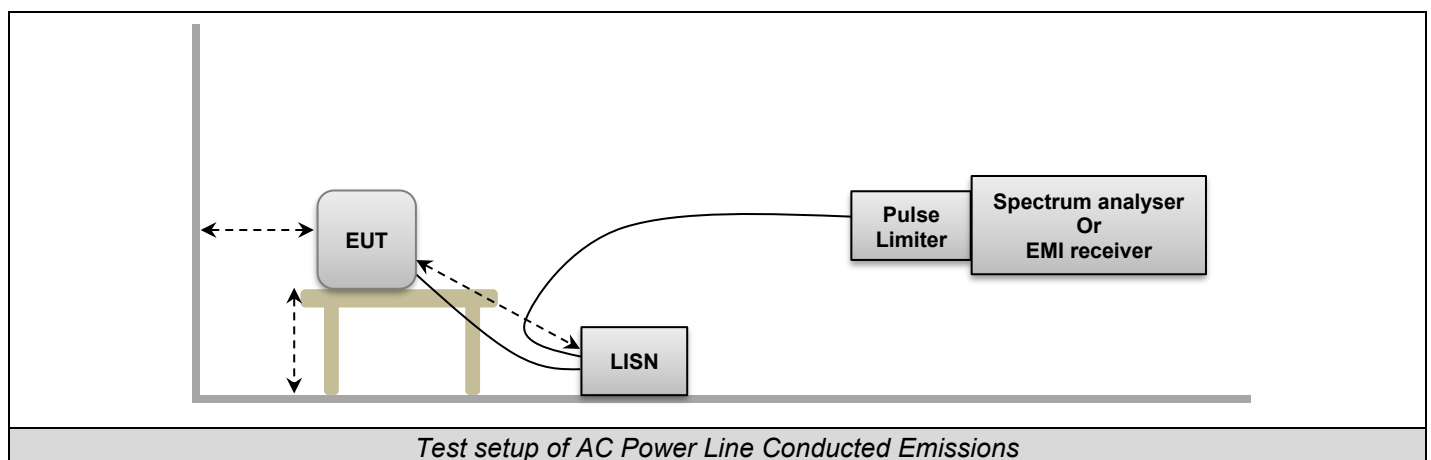 EUT
Pulse
Limiter
Spectrum analyser
Or
EMI receiver
LISN
Test setup of AC Power Line Conducted Emissions